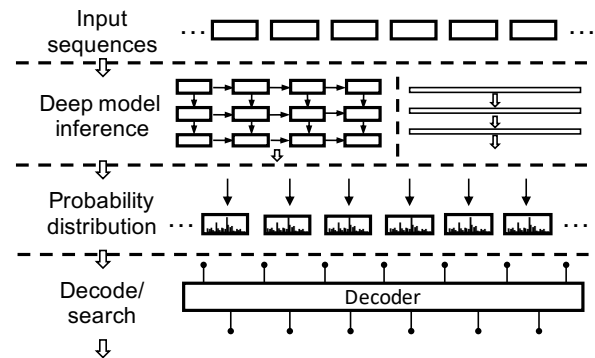 Input
sequences
Deep model
inference
Probability
distribution
Decode/
search
Decoder